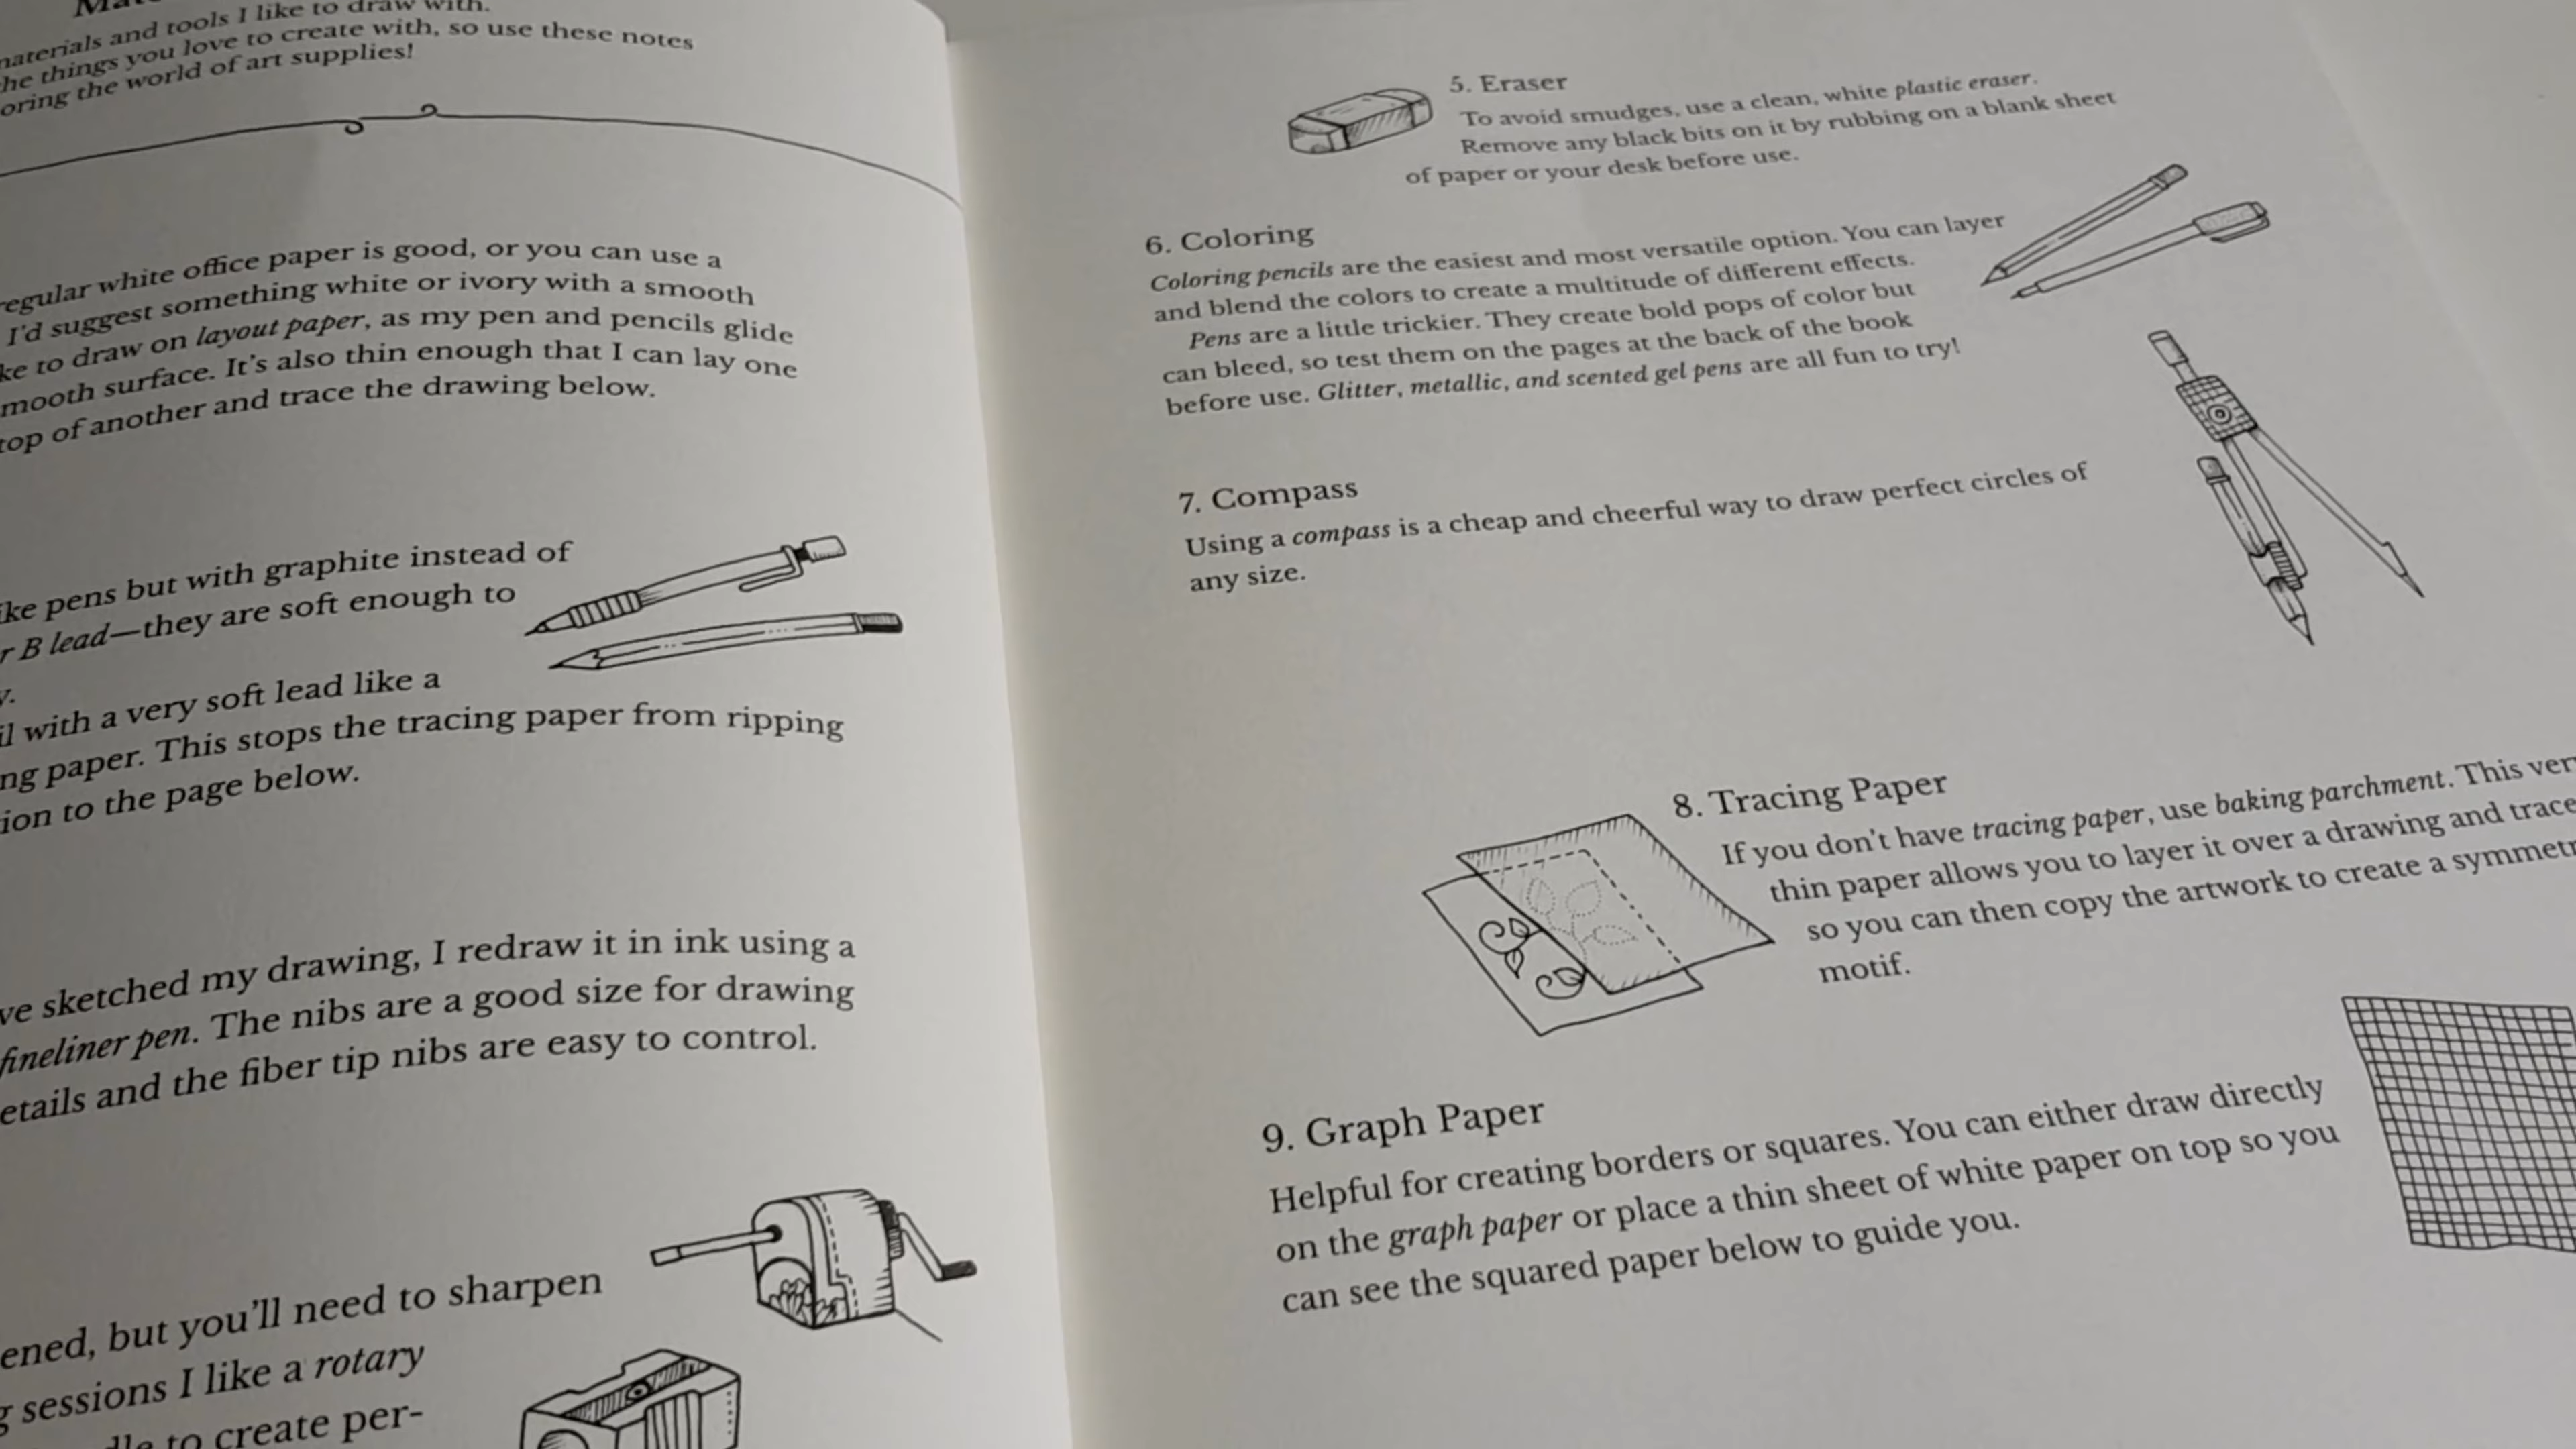 materials and tools I like to draw with.
the things you love to create with, so use these notes
oring the world of art supplies!
regular white office paper is good, or you can use a
I'd suggest something white or ivory with a smooth
ke to draw on layout paper, as my pen and pencils glide
mooth surface. It's also thin enough that I can lay one
top of another and trace the drawing below.
ike pens but with graphite instead of
r B lead—they are soft enough to
y.
il with a very soft lead like a
ng paper. This stops the tracing paper from ripping
ion to the page below.
ve sketched my drawing, I redraw it in ink using a
fineliner pen. The nibs are a good size for drawing
etails and the fiber tip nibs are easy to control.
ened, but you'll need to sharpen
g sessions I like a rotary
to create per-
5. Eraser
To avoid smudges, use a clean, white plastic eraser.
Remove any black bits on it by rubbing on a blank sheet
of paper or your desk before use.
6. Coloring
Coloring pencils are the easiest and most versatile option. You can layer
and blend the colors to create a multitude of different effects.
Pens are a little trickier. They create bold pops of color but
can bleed, so test them on the pages at the back of the book
before use. Glitter, metallic, and scented gel pens are all fun to try!
7. Compass
Using a compass is a cheap and cheerful way to draw perfect circles of
any size.
8. Tracing Paper
If you don't have tracing paper, use baking parchment. This ver
thin paper allows you to layer it over a drawing and trace
so you can then copy the artwork to create a symmetr
motif.
9. Graph Paper
Helpful for creating borders or squares. You can either draw directly
on the graph paper or place a thin sheet of white paper on top so you
can see the squared paper below to guide you.